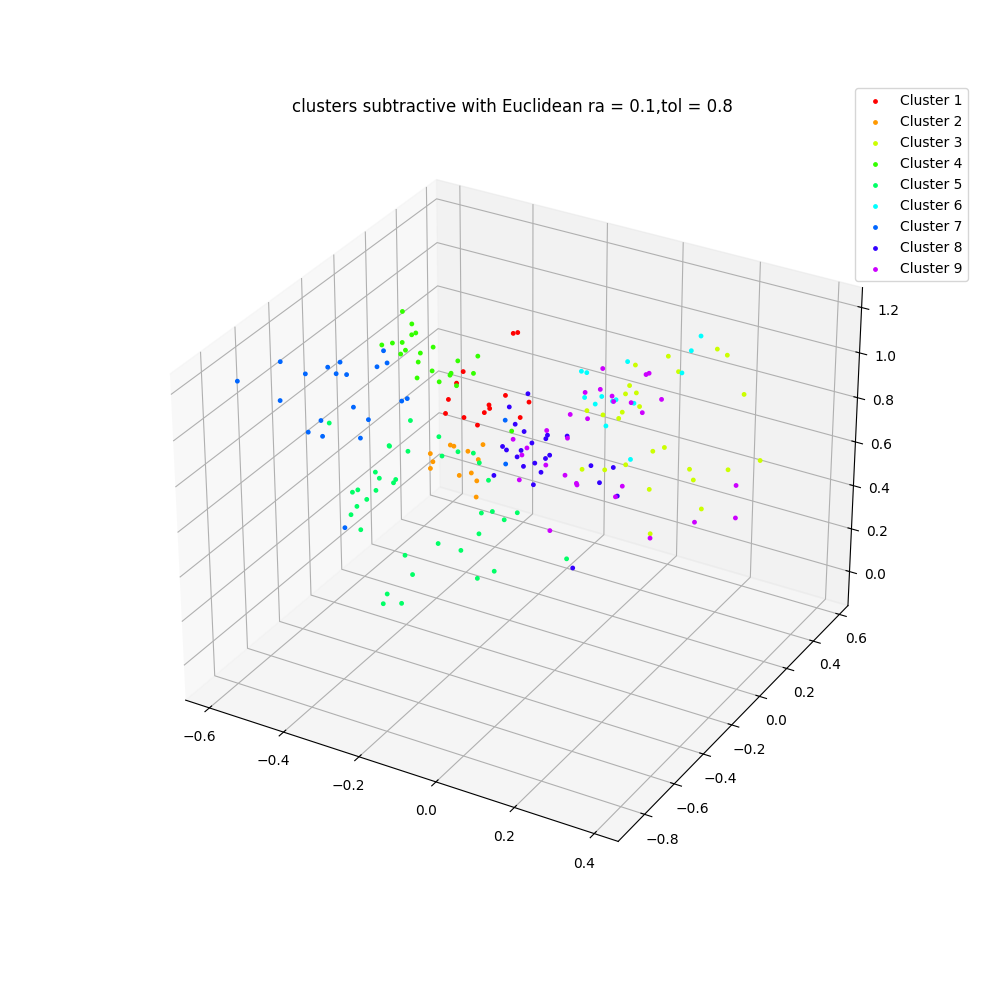 clusters subtractive with Euclidean ra = 0.1,tol = 0.8
Cluster 1
Cluster 2
Cluster 3
Cluster 4
Cluster 5
Cluster 6
Cluster 7
Cluster 8
Cluster 9
1.2
1.0
0.8
0.6
0.4
0.2
0.0
0.6
0.4
0.2
0.0
−0.2
−0.4
−0.6
−0.8
−0.6
−0.4
−0.2
0.0
0.2
0.4